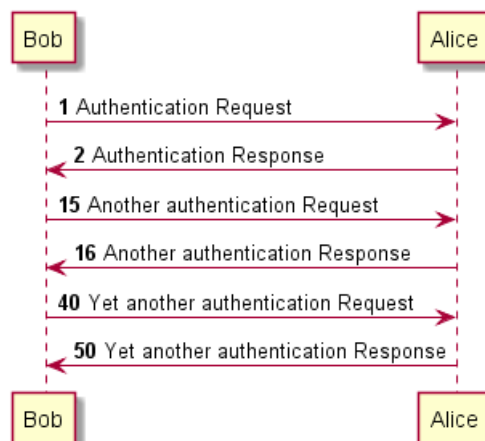 Bob Alice
1 Authentication Request
2 Authentication Response
15 Another authentication Request
16 Another authentication Response
40 Yet another authentication Request
50 Yet another authentication Response
Bob Alice